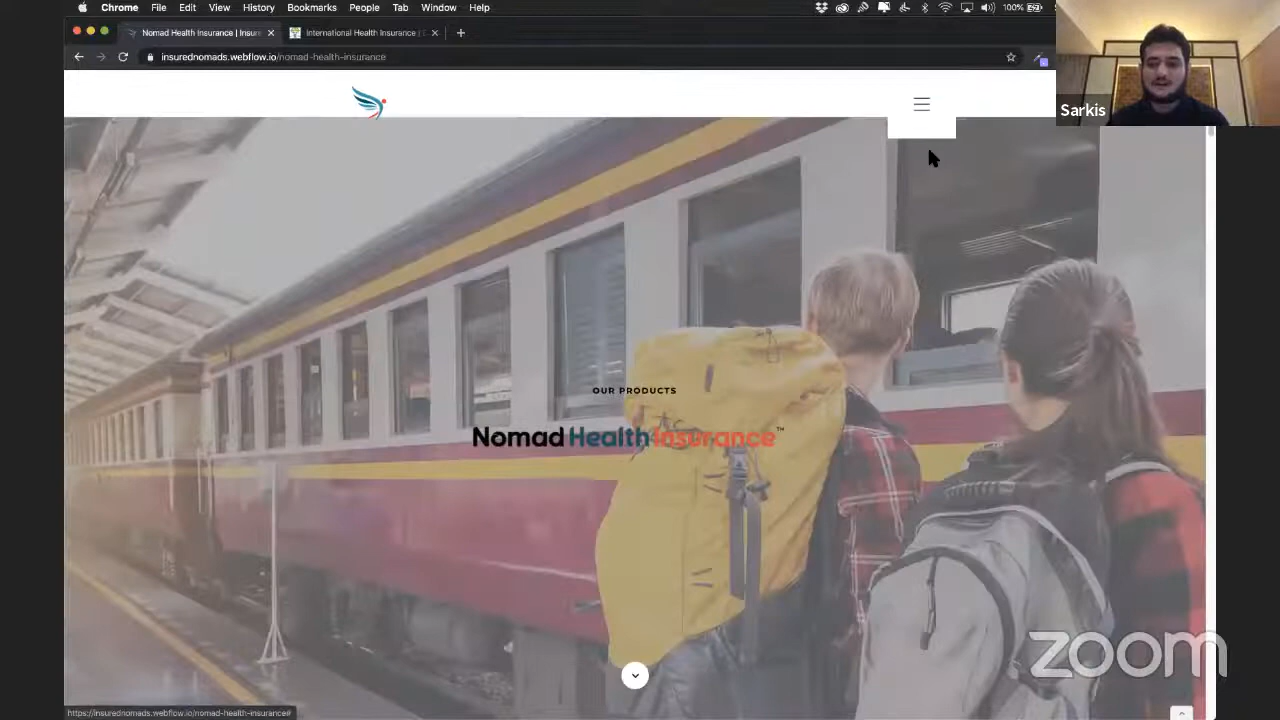 Chrome File Edit View History Bookmarks People Tab Window Help 100%
Nomad Health Insurance | Insur
International Health Insurance |
insurednomads.webflow.io/nomad-health-insurance
Sarkis
OUR PRODUCTS
Nomad Health Insurance™
zoom
https://insurednomads.webflow.io/nomad-health-insurance#